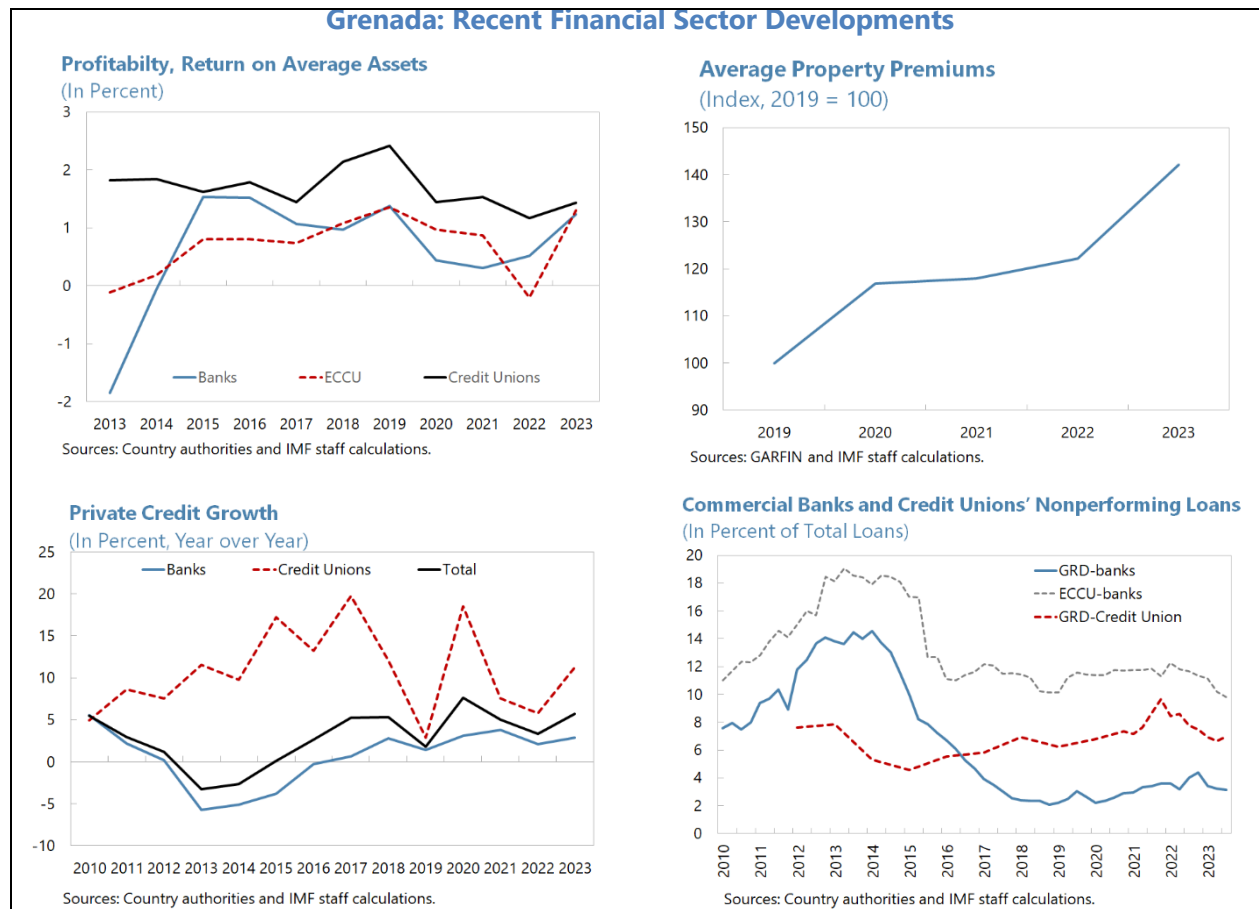 Grenada: Recent Financial Sector Developments
Profitabilty, Return on Average Assets
(In Percent)
3
2
1
0
-1
-2
Banks ECCU Credit Unions
2013 2014 2015 2016 2017 2018 2019 2020 2021 2022 2023
Sources: Country authorities and IMF staff calculations.
Average Property Premiums
(Index, 2019 = 100)
150
140
130
120
110
100
90
2019 2020 2021 2022 2023
Sources: GARFIN and IMF staff calculations.
Private Credit Growth
(In Percent, Year over Year)
25
20
15
10
5
0
-5
-10
Banks Credit Unions Total
2010 2011 2012 2013 2014 2015 2016 2017 2018 2019 2020 2021 2022 2023
Sources: Country authorities and IMF staff calculations.
Commercial Banks and Credit Unions' Nonperforming Loans
(In Percent of Total Loans)
20
18
16
14
12
10
8
6
4
2
0
GRD-banks
ECCU-banks
GRD-Credit Union
2010 2011 2012 2013 2014 2015 2016 2017 2018 2019 2020 2021 2022 2023
Sources: Country authorities and IMF staff calculations.